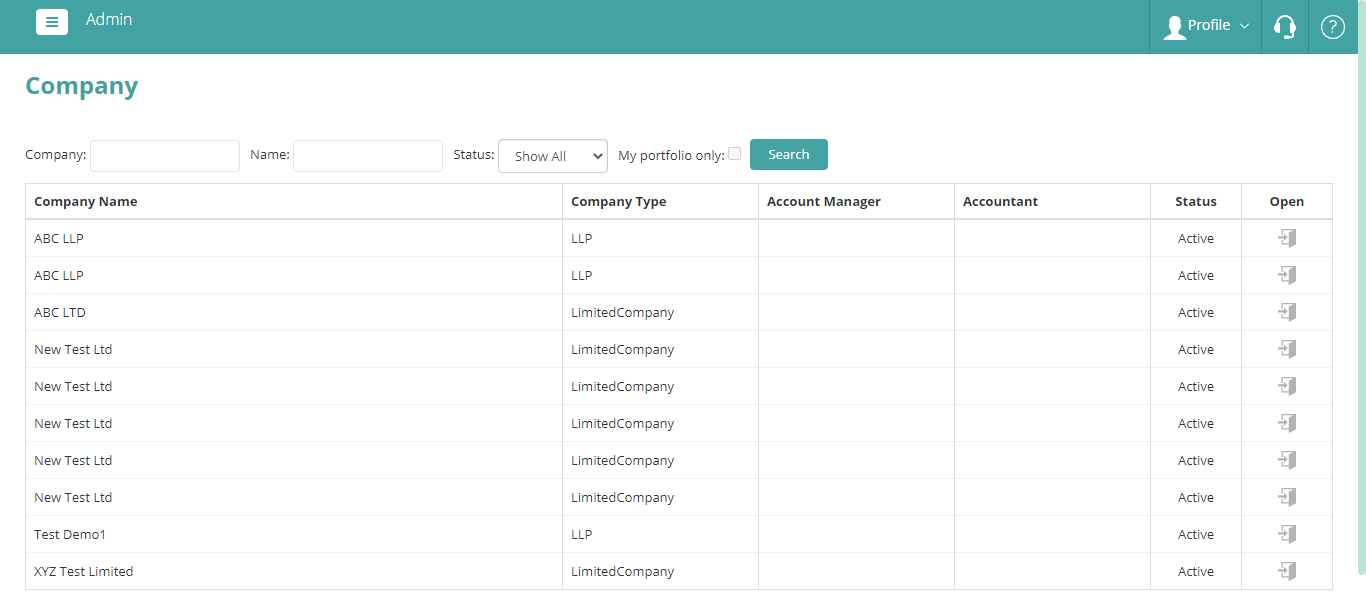 Admin
Profile
?
Company
Company: Name: Status: Show All My portfolio only: Search
Company Name Company Type Account Manager Accountant Status Open
ABC LLP LLP Active
ABC LLP LLP Active
ABC LTD LimitedCompany Active
New Test Ltd LimitedCompany Active
New Test Ltd LimitedCompany Active
New Test Ltd LimitedCompany Active
New Test Ltd LimitedCompany Active
New Test Ltd LimitedCompany Active
Test Demo1 LLP Active
XYZ Test Limited LimitedCompany Active